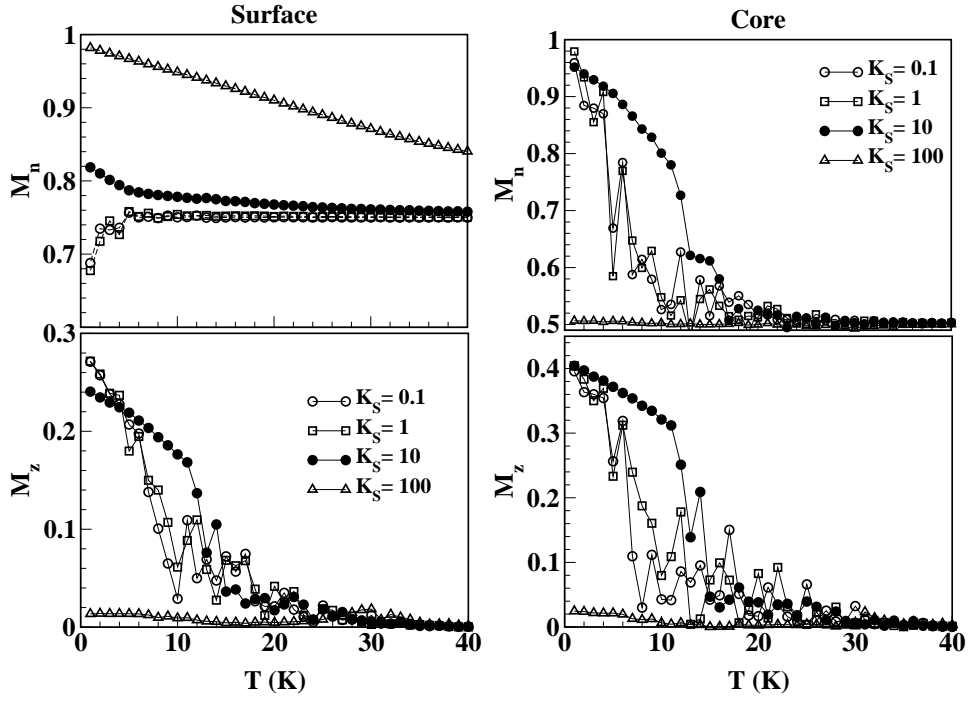 Surface
Core
1
0.9
0.8
0.7
M_n
1
0.9
0.8
0.7
0.6
0.5
M_n
K_S= 0.1
K_S= 1
K_S= 10
K_S= 100
0.3
0.2
0.1
0
M_z
K_S= 0.1
K_S= 1
K_S= 10
K_S= 100
0.4
0.3
0.2
0.1
0
M_z
0 10 20 30 40
0 10 20 30 40
T (K)
T (K)